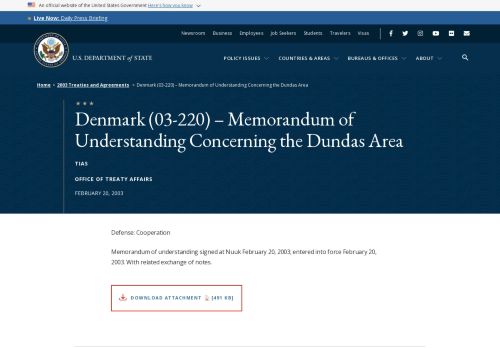 An official website of the United States Government Here's how you know
Live Now: Daily Press Briefing
Newsroom Business Employees Job Seekers Students Travelers Visas
U.S. DEPARTMENT of STATE
POLICY ISSUES COUNTRIES & AREAS BUREAUS & OFFICES ABOUT
Home > 2003 Treaties and Agreements > Denmark (03-220) – Memorandum of Understanding Concerning the Dundas Area
Denmark (03-220) – Memorandum of
Understanding Concerning the Dundas Area
TIAS
OFFICE OF TREATY AFFAIRS
FEBRUARY 20, 2003
Defense: Cooperation
Memorandum of understanding signed at Nuuk February 20, 2003; entered into force February 20,
2003. With related exchange of notes.
DOWNLOAD ATTACHMENT [491 KB]